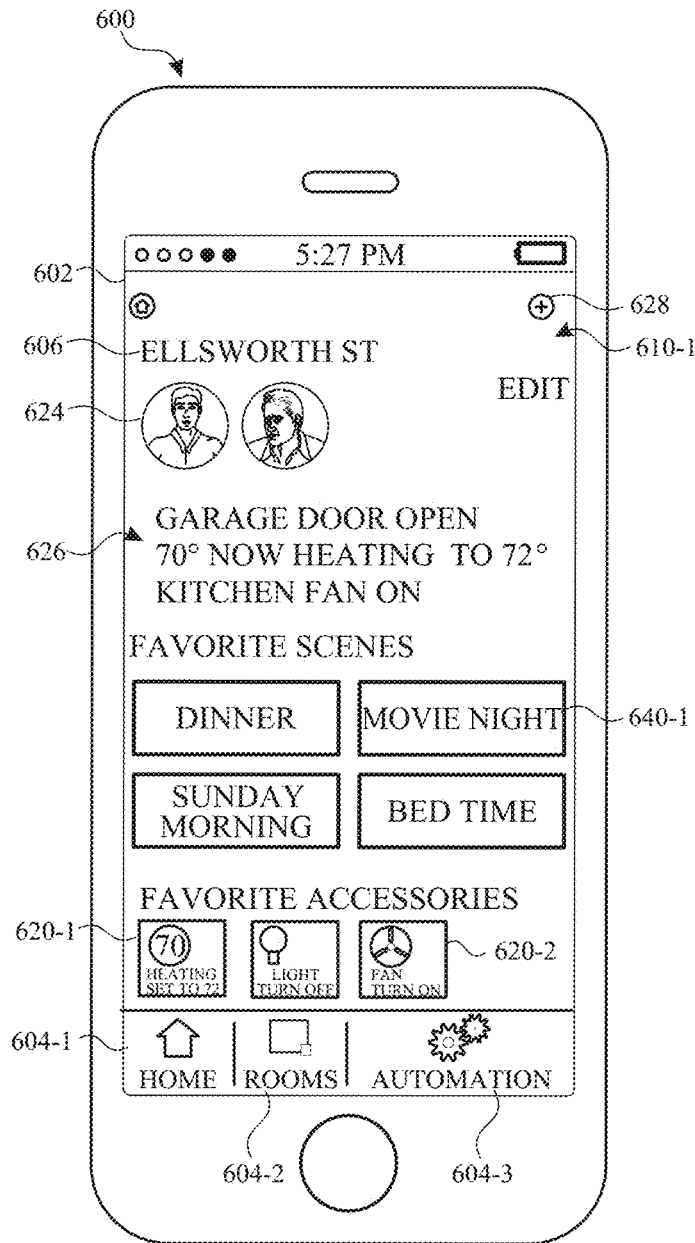 600
5:27 PM
602
628
610-1
606
ELLSWORTH ST
EDIT
624
GARAGE DOOR OPEN
626
70° NOW HEATING TO 72°
KITCHEN FAN ON
FAVORITE SCENES
DINNER
MOVIE NIGHT
640-1
SUNDAY
MORNING
BED TIME
FAVORITE ACCESSORIES
620-1
70
HEATING
SET TO 72
LIGHT
TURN OFF
FAN
TURN ON
620-2
604-1
HOME
ROOMS
AUTOMATION
604-2
604-3